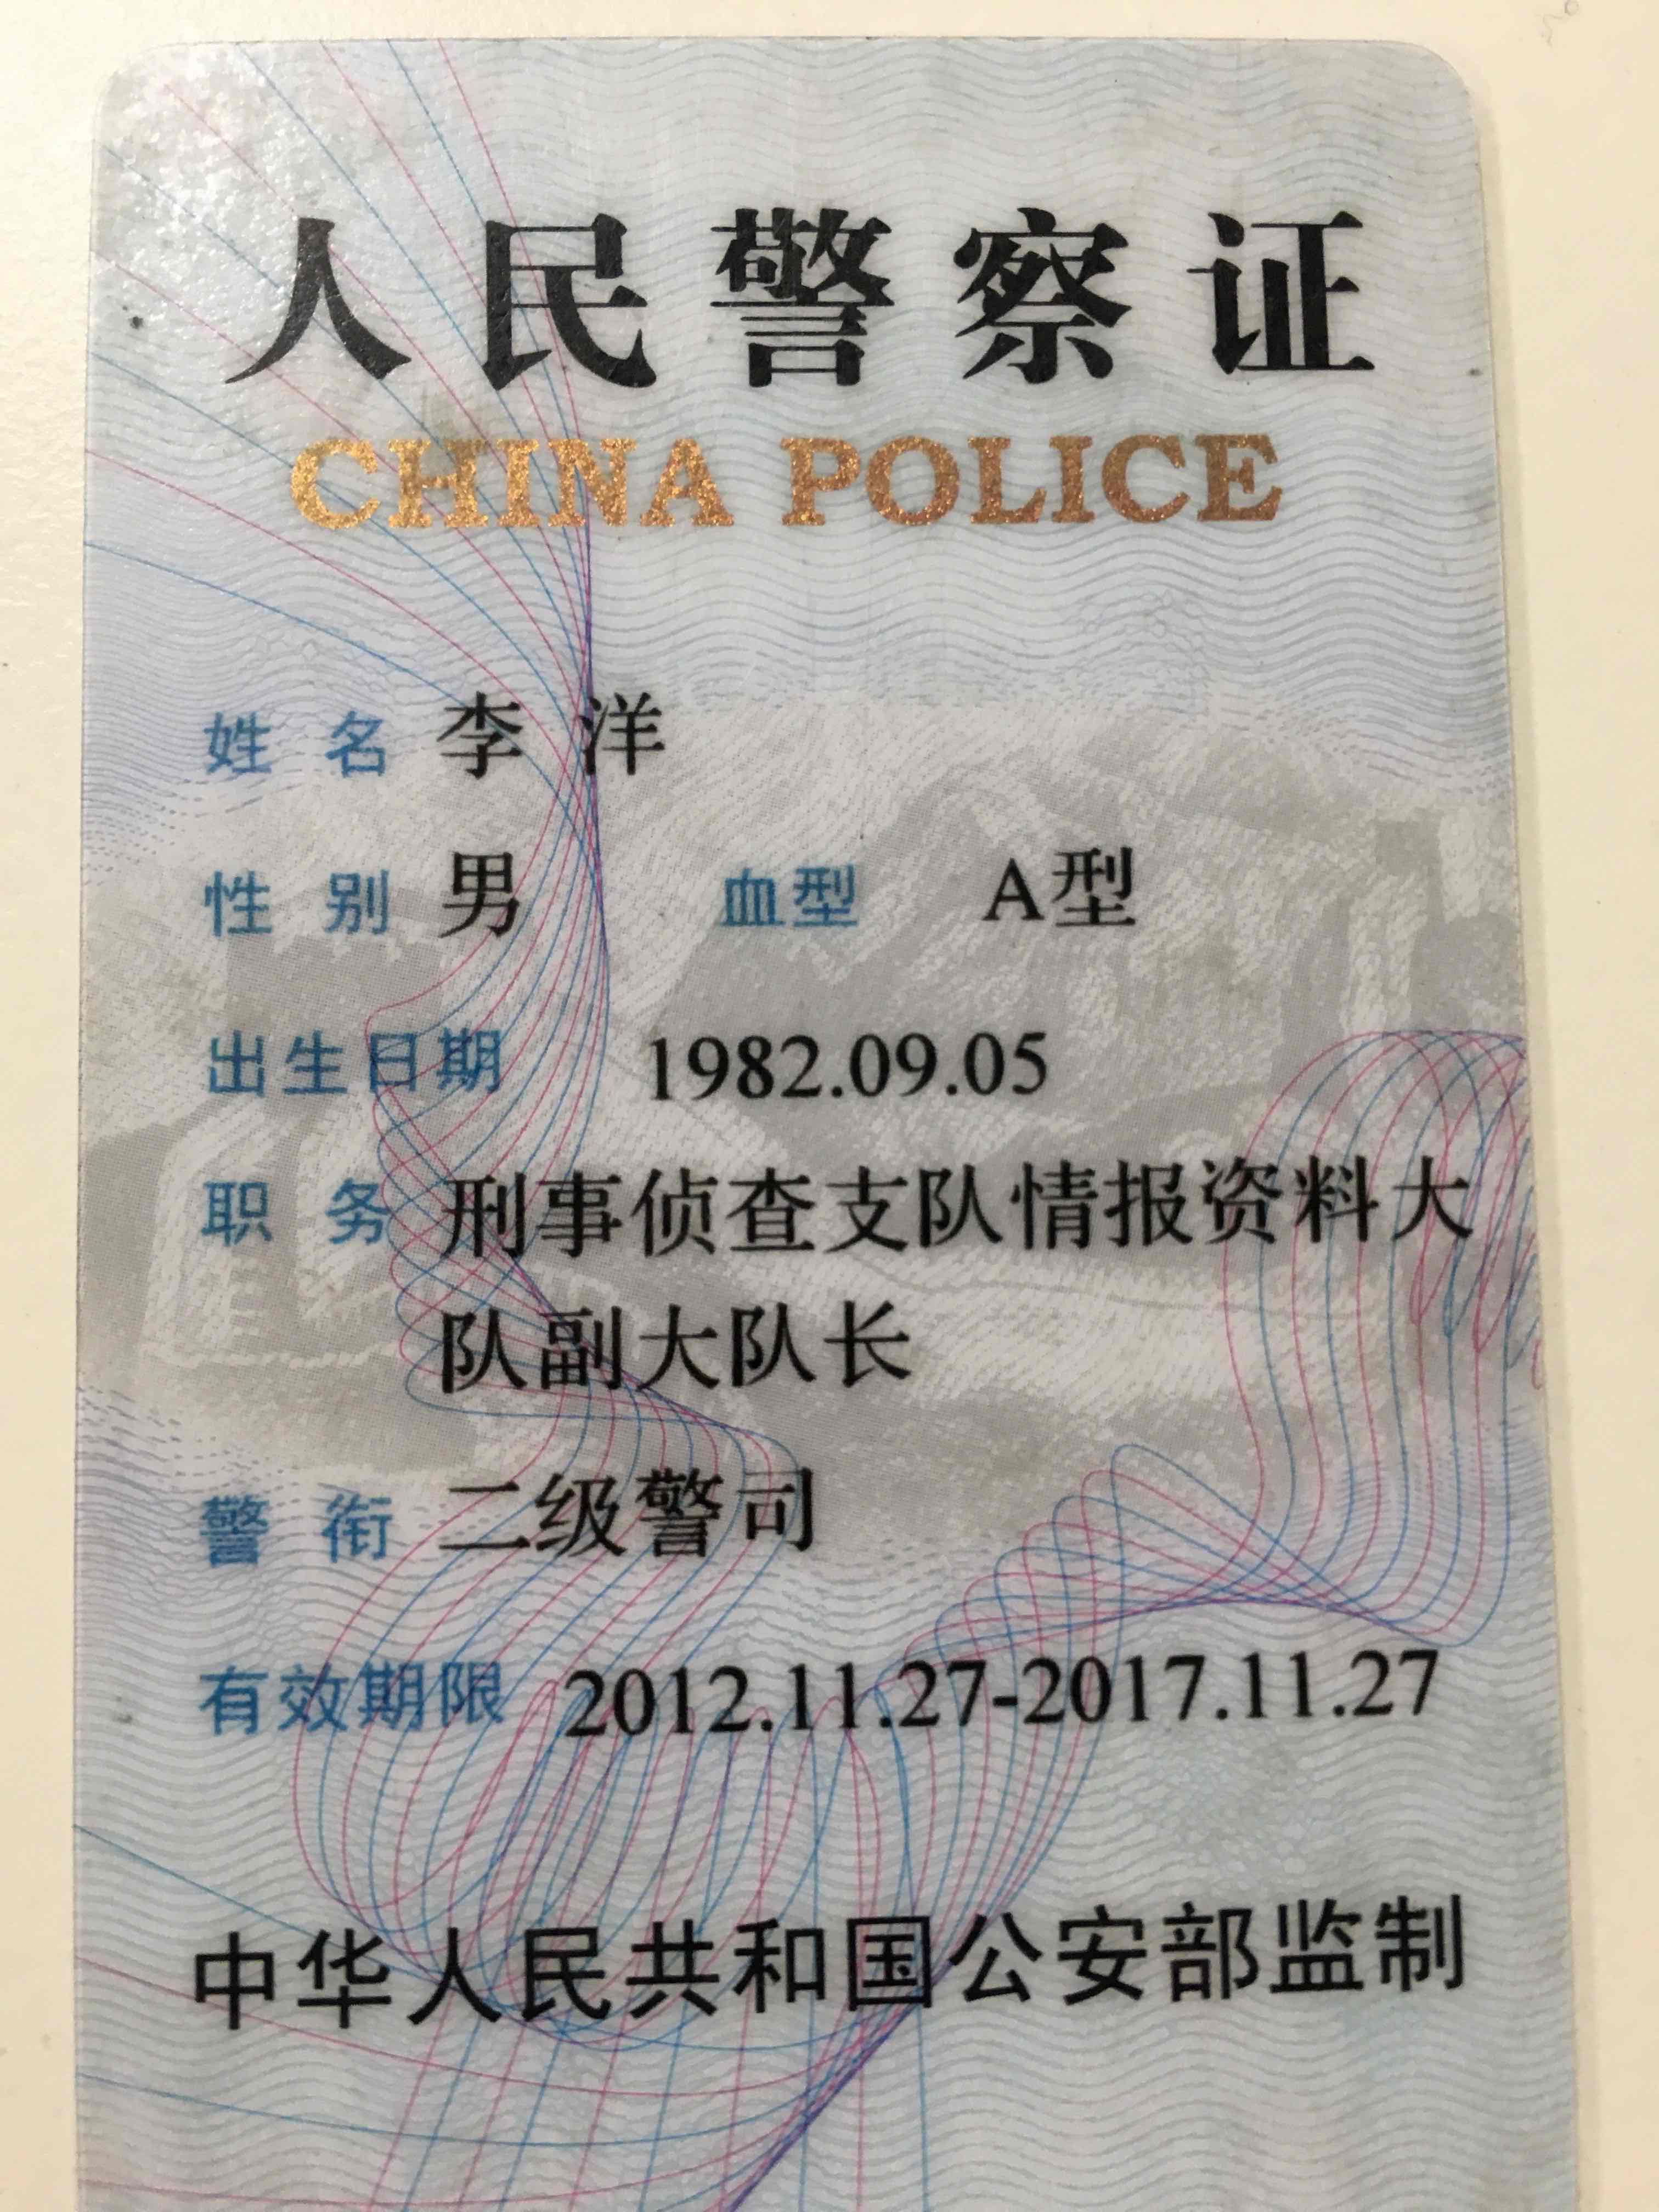 人民警察证
CHINA POLICE
姓名 李洋
性别 男 血型 A型
出生日期 1982.09.05
职务 刑事侦查支队情报资料大
队副大队长
警衔 二级警司
有效期限 2012.11.27-2017.11.27
中华人民共和国公安部监制